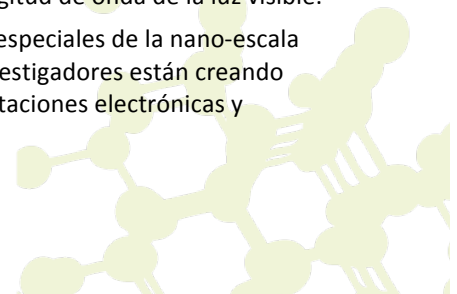 gitud de onda de la luz visible.
especiales de la nano-escala
estigadores están creando
taciones electrónicas y